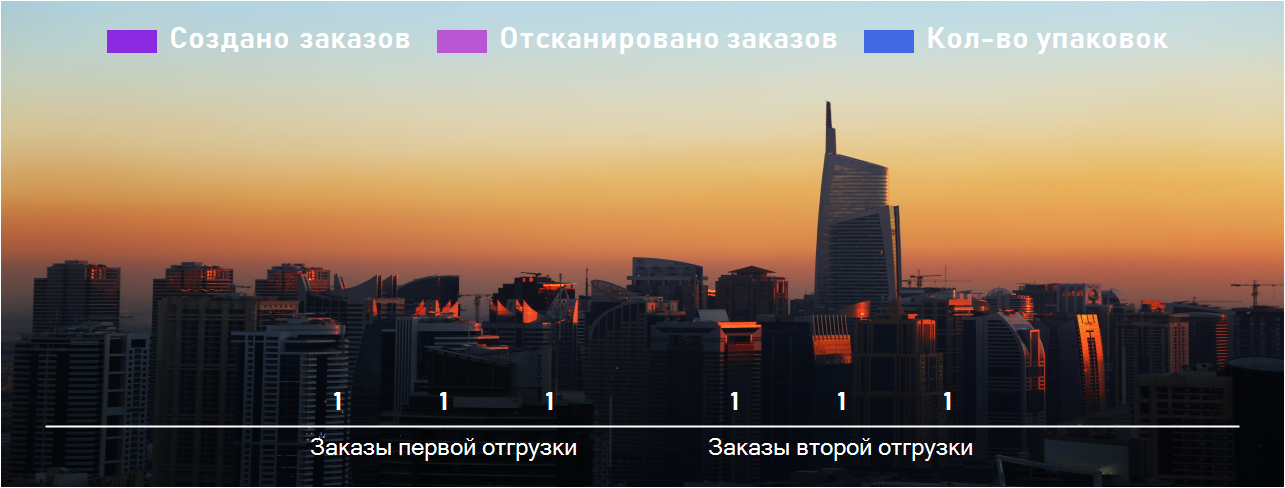 Создано заказов Отсканировано заказов Кол-во упаковок
1 1 1 1 1 1
Заказы первой отгрузки Заказы второй отгрузки